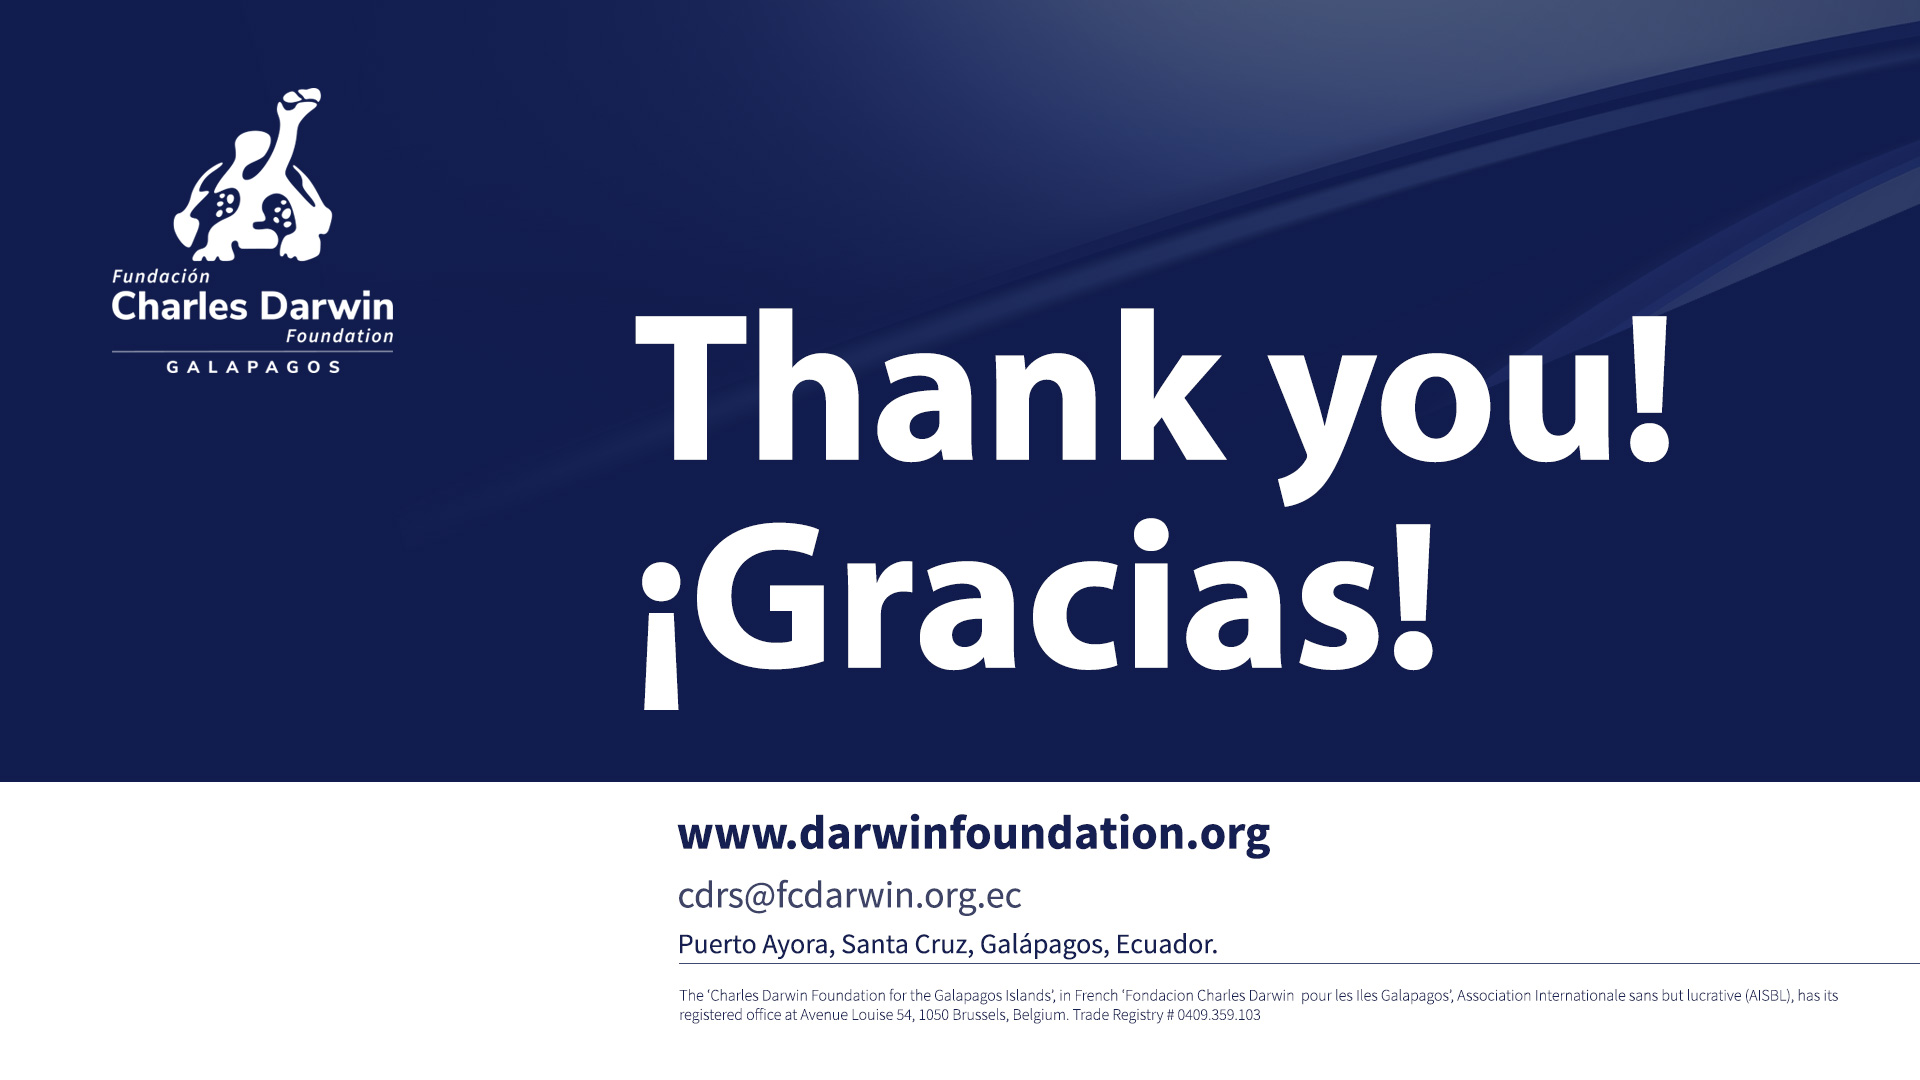 Fundación
Charles Darwin
Foundation
GALAPAGOS
Thank you!
¡Gracias!
www.darwinfoundation.org
cdrs@fcdarwin.org.ec
Puerto Ayora, Santa Cruz, Galápagos, Ecuador.
The ‘Charles Darwin Foundation for the Galapagos Islands’, in French ‘Fondacion Charles Darwin  pour les Iles Galapagos’, Association Internationale sans but lucrative (AISBL), has its
registered office at Avenue Louise 54, 1050 Brussels, Belgium. Trade Registry # 0409.359.103